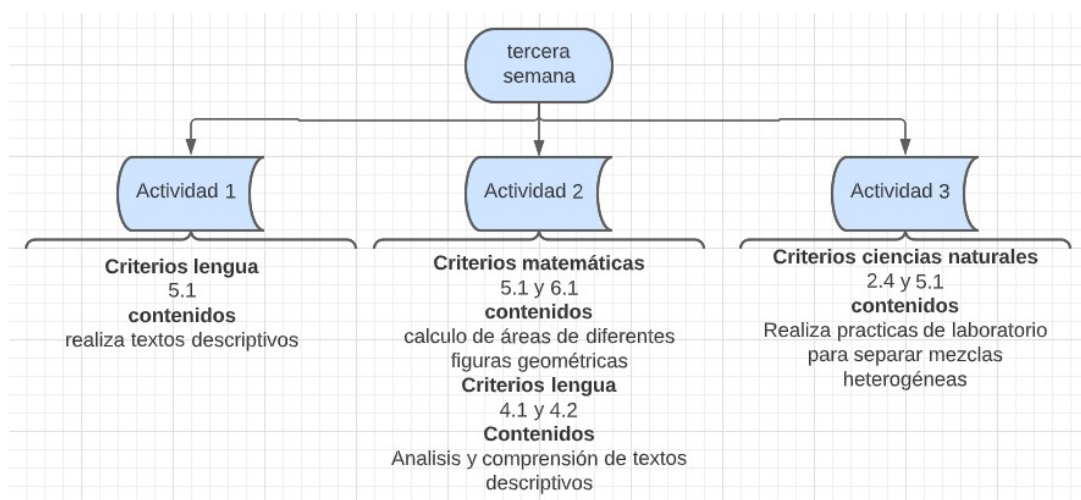 tercera
semana
Actividad 1
Actividad 2
Actividad 3
Criterios lengua
5.1
contenidos
realiza textos descriptivos
Criterios matemáticas
5.1 y 6.1
contenidos
calculo de áreas de diferentes
figuras geométricas
Criterios lengua
4.1 y 4.2
Contenidos
Analisis y comprensión de textos
descriptivos
Criterios ciencias naturales
2.4 y 5.1
contenidos
Realiza practicas de laboratorio
para separar mezclas
heterogéneas